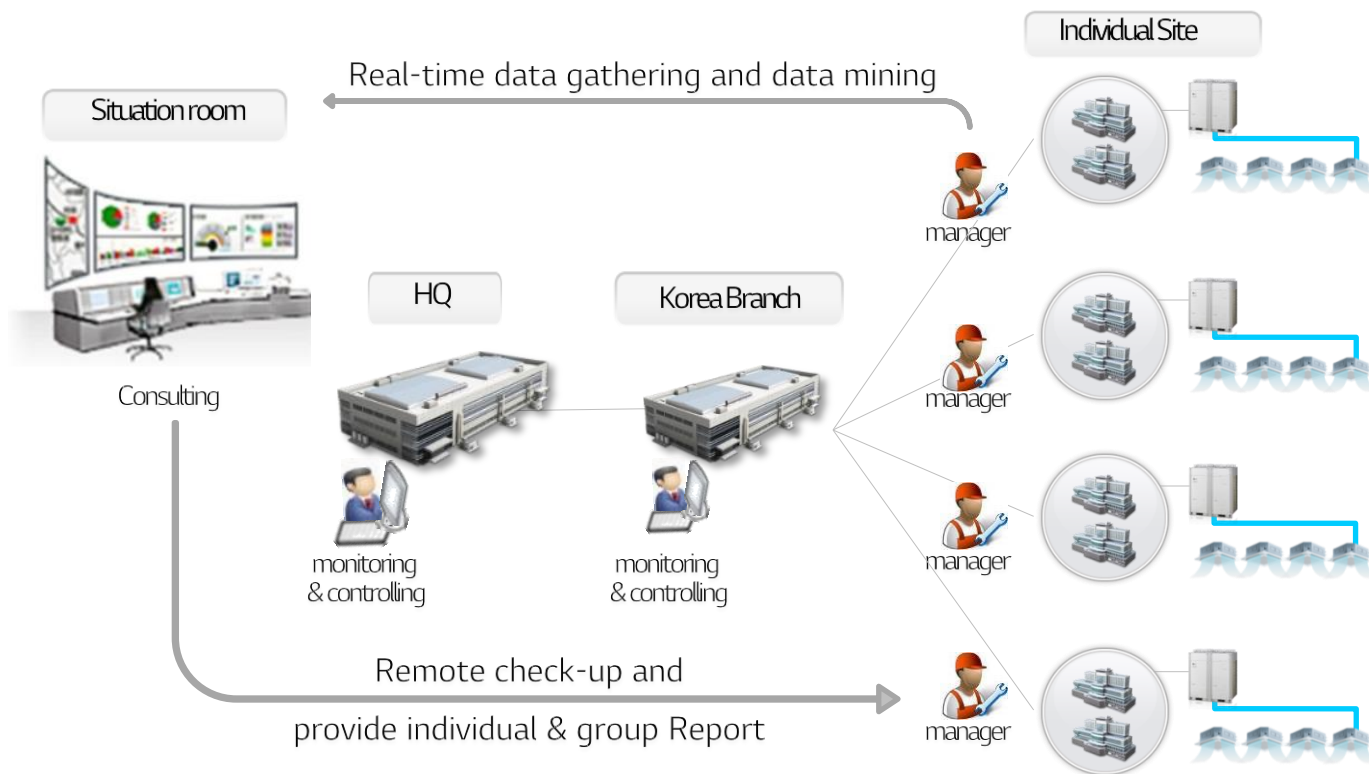 Individual Site
Real-time data gathering and data mining
Situation room
manager
HQ
Korea Branch
manager
Consulting
monitoring
& controlling
monitoring
& controlling
manager
Remote check-up and
provide individual & group Report
manager